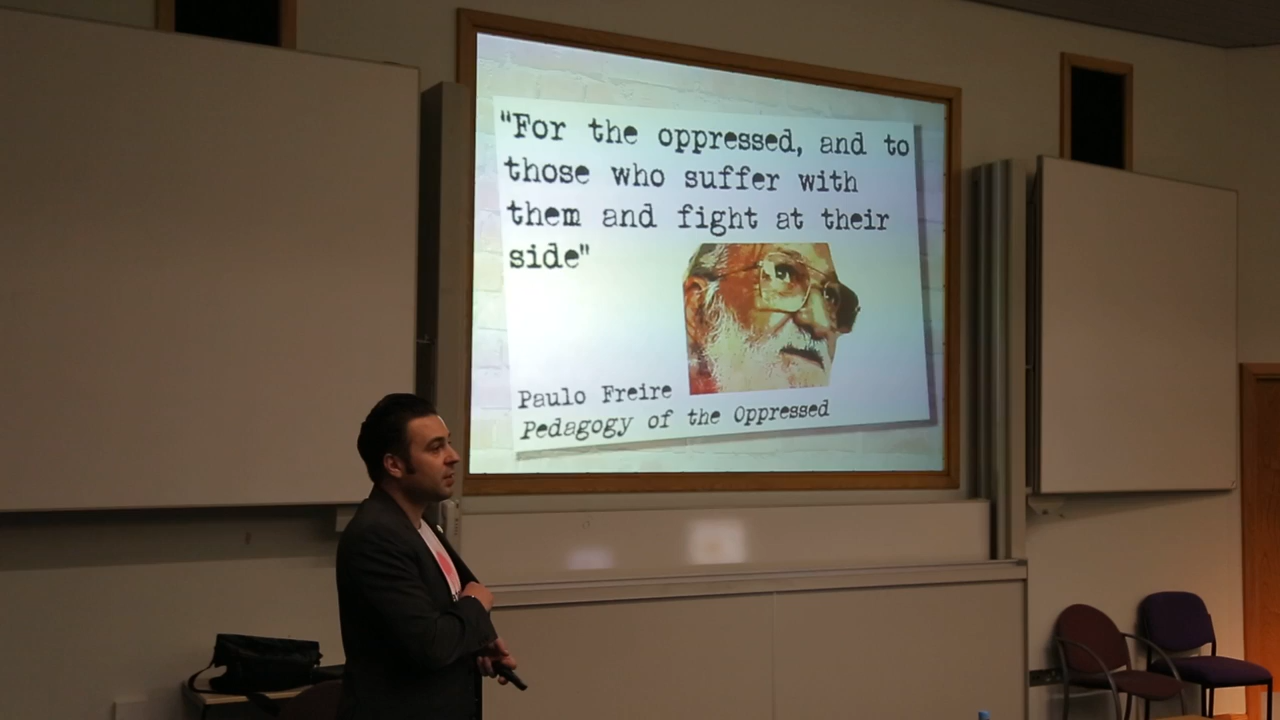 "For the oppressed, and to
those who suffer with
them and fight at their
side"
Paulo Freire
Pedagogy of the Oppressed